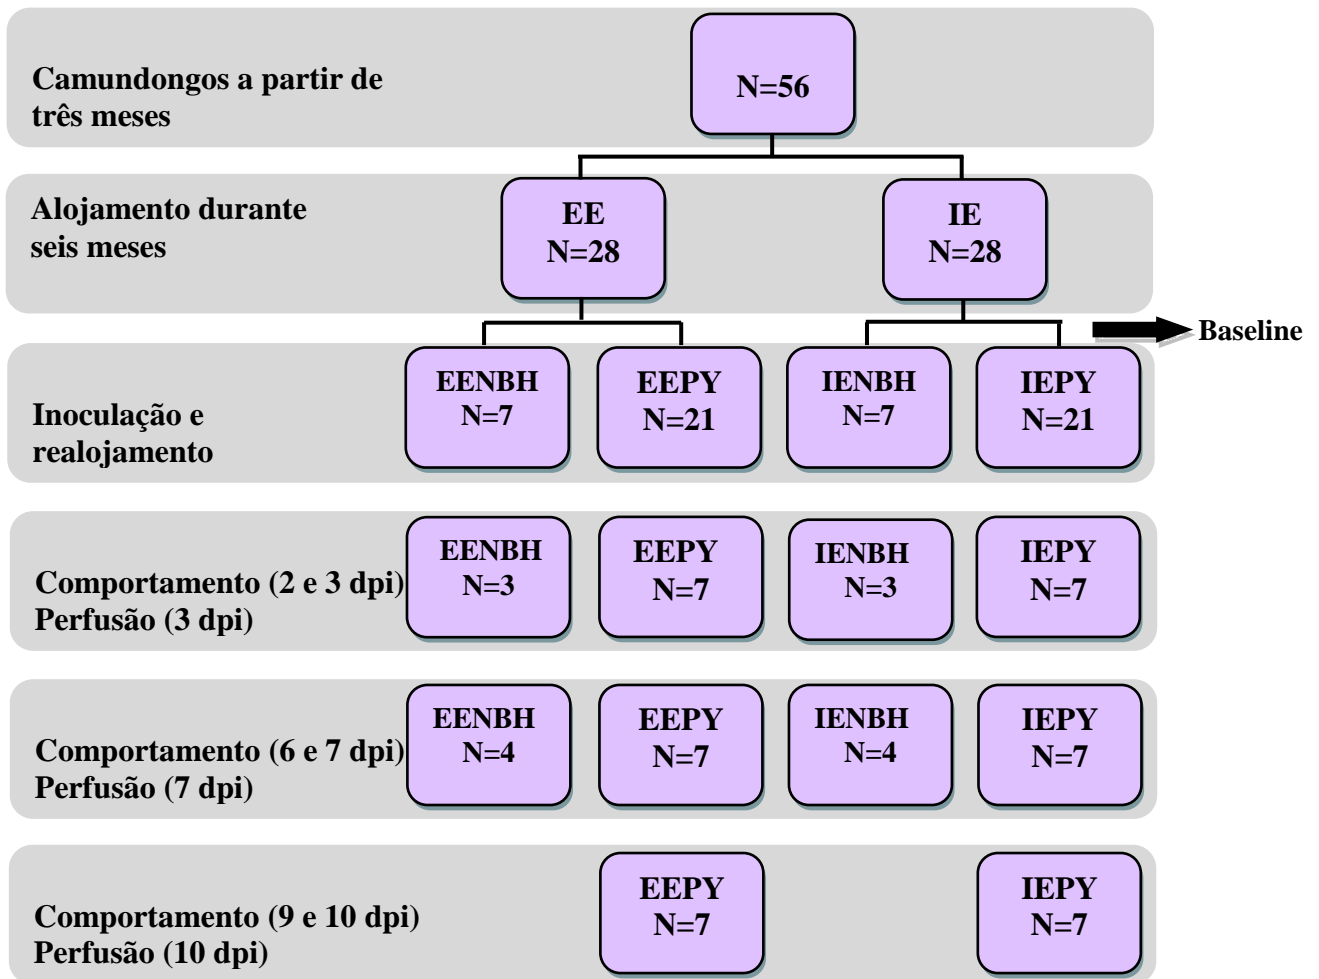 Camundongos a partir de
três meses
N=56
Alojamento durante
seis meses
EE
N=28
IE
N=28
Baseline
Inoculação e
realojamento
EENBH
N=7
EEPY
N=21
IENBH
N=7
IEPY
N=21
Comportamento (2 e 3 dpi)
Perfusão (3 dpi)
EENBH
N=3
EEPY
N=7
IENBH
N=3
IEPY
N=7
Comportamento (6 e 7 dpi)
Perfusão (7 dpi)
EENBH
N=4
EEPY
N=7
IENBH
N=4
IEPY
N=7
Comportamento (9 e 10 dpi)
Perfusão (10 dpi)
EEPY
N=7
IEPY
N=7